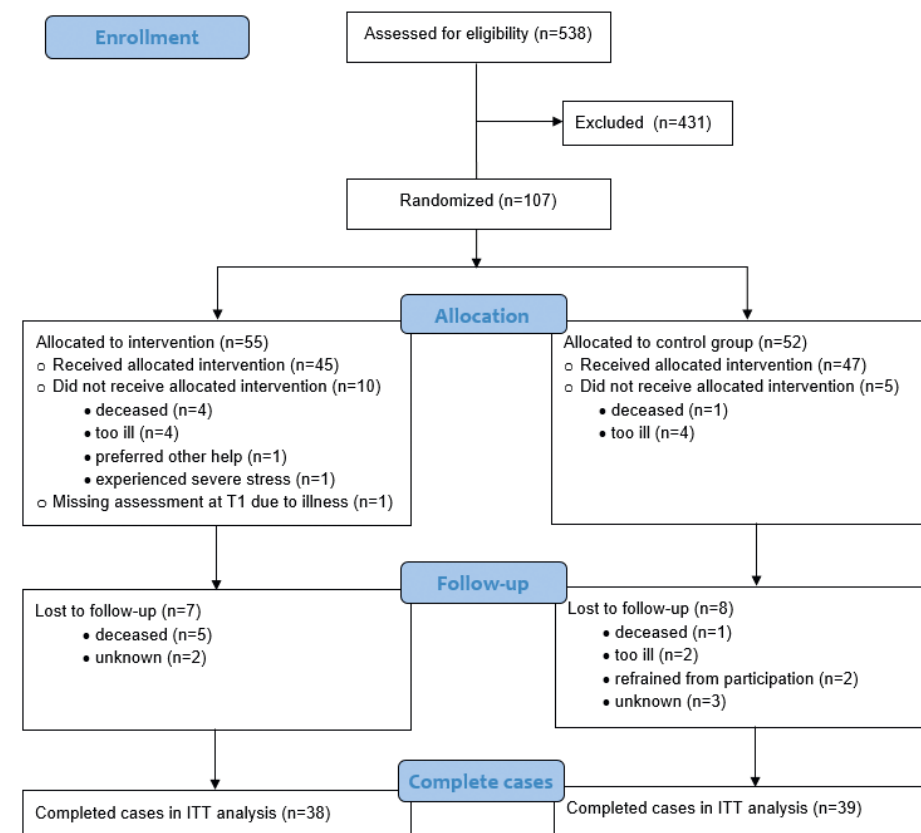 Enrollment
Assessed for eligibility (n=538)
Excluded (n=431)
Randomized (n=107)
Allocation
Allocated to intervention (n=55)
○ Received allocated intervention (n=45)
○ Did not receive allocated intervention (n=10)
• deceased (n=4)
• too ill (n=4)
• preferred other help (n=1)
• experienced severe stress (n=1)
○ Missing assessment at T1 due to illness (n=1)
Allocated to control group (n=52)
○ Received allocated intervention (n=47)
○ Did not receive allocated intervention (n=5)
• deceased (n=1)
• too ill (n=4)
Follow-up
Lost to follow-up (n=7)
• deceased (n=5)
• unknown (n=2)
Lost to follow-up (n=8)
• deceased (n=1)
• too ill (n=2)
• refrained from participation (n=2)
• unknown (n=3)
Complete cases
Completed cases in ITT analysis (n=38)
Completed cases in ITT analysis (n=39)